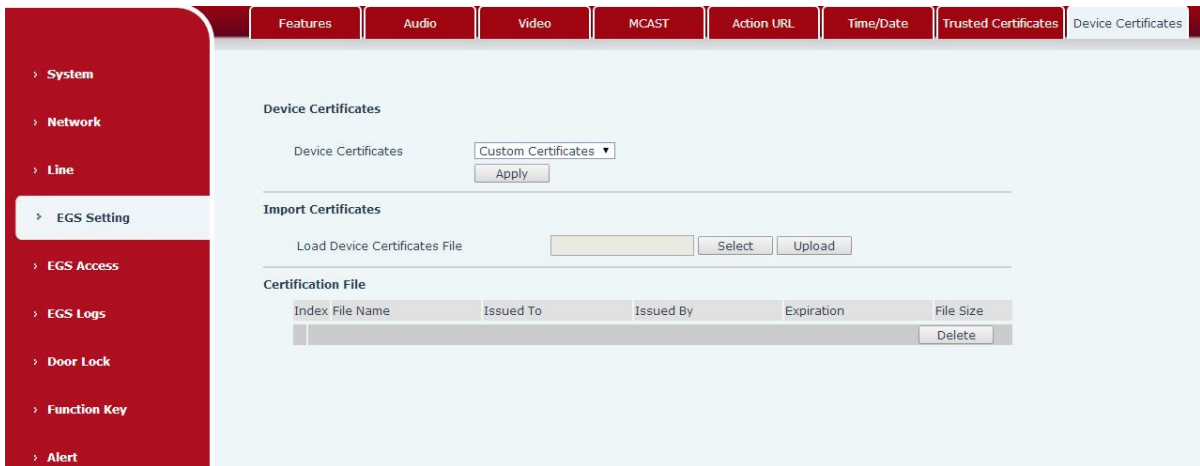 Features Audio Video MCAST Action URL Time/Date Trusted Certificates Device Certificates
› System
› Network
› Line
› EGS Setting
› EGS Access
› EGS Logs
› Door Lock
› Function Key
› Alert
Device Certificates
Device Certificates Custom Certificates ▼
Apply
Import Certificates
Load Device Certificates File Select Upload
Certification File
Index File Name Issued To Issued By Expiration File Size
Delete